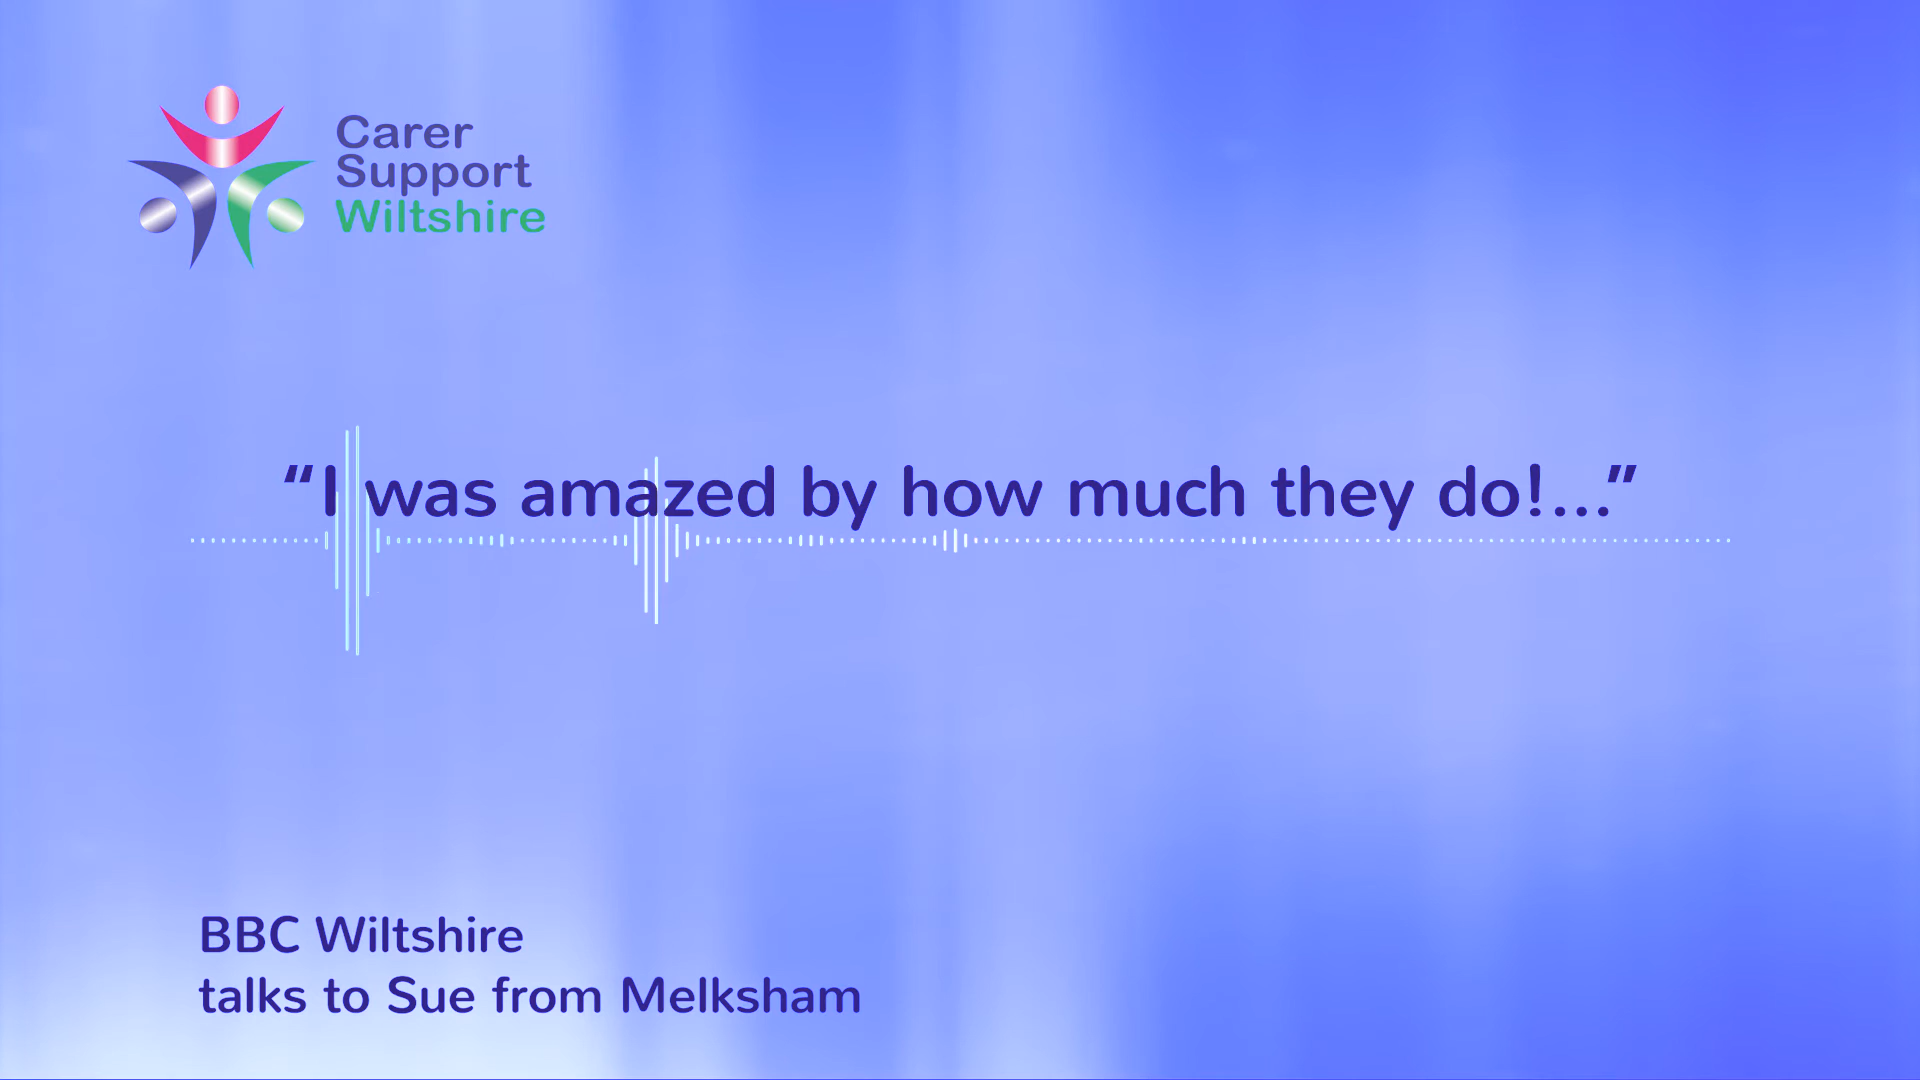 Carer
Support
Wiltshire
“I was amazed by how much they do!...”
BBC Wiltshire
talks to Sue from Melksham